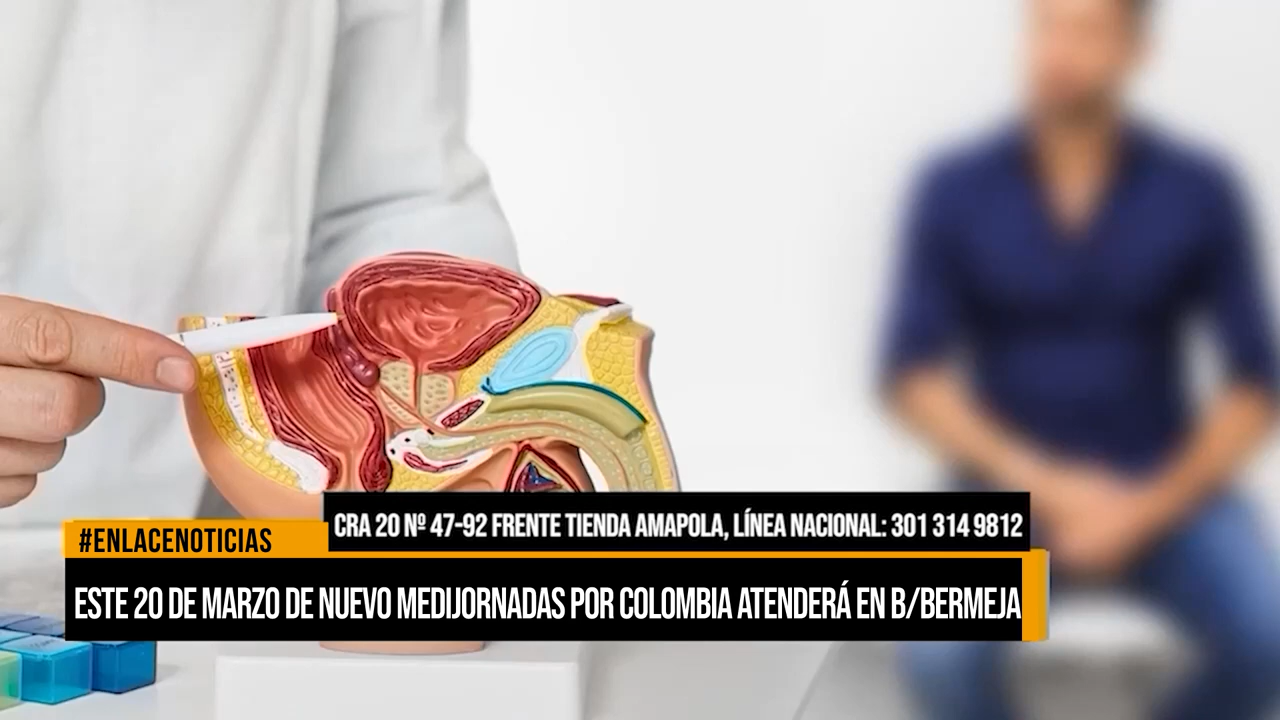 CRA 20 Nº 47-92 FRENTE TIENDA AMAPOLA, LÍNEA NACIONAL: 301 314 9812
#ENLACENOTICIAS
ESTE 20 DE MARZO DE NUEVO MEDIJORNADAS POR COLOMBIA ATENDERÁ EN B/BERMEJA